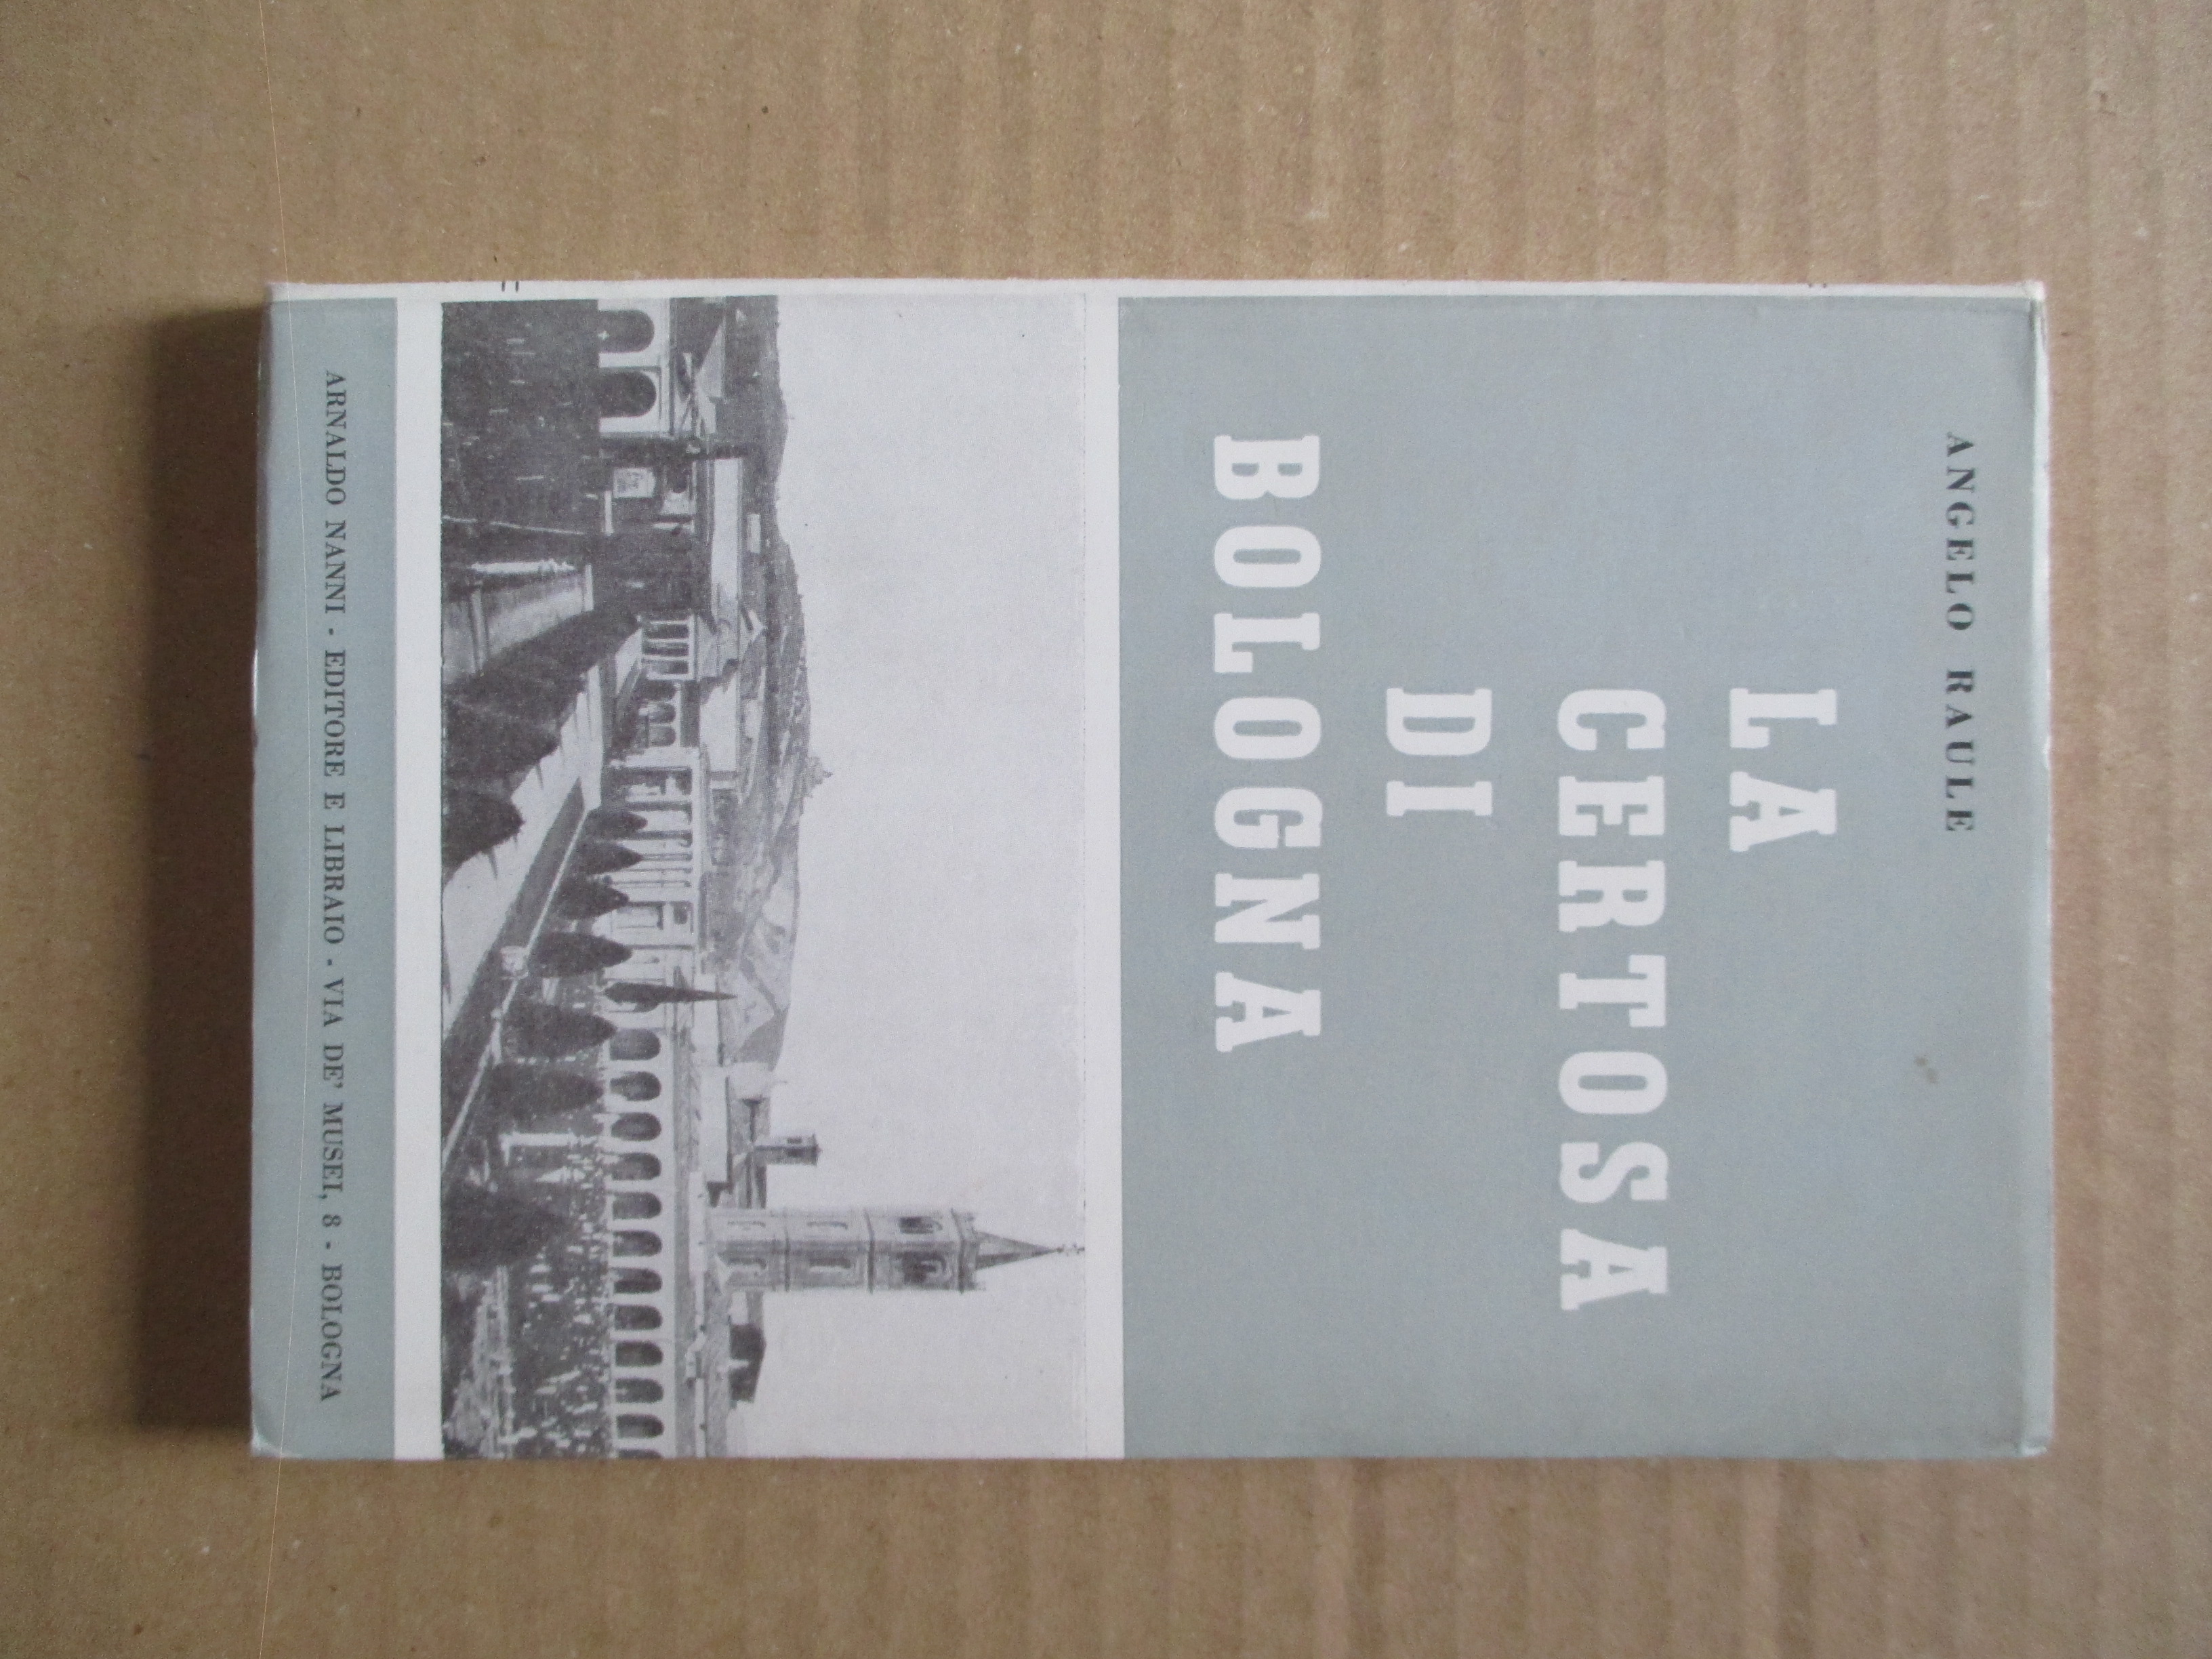 ANGELO RAULE
LA
CERTOSA
DI
BOLOGNA
ARNALDO NANNI - EDITORE E LIBRAIO - VIA DE' MUSEI, 8 - BOLOGNA